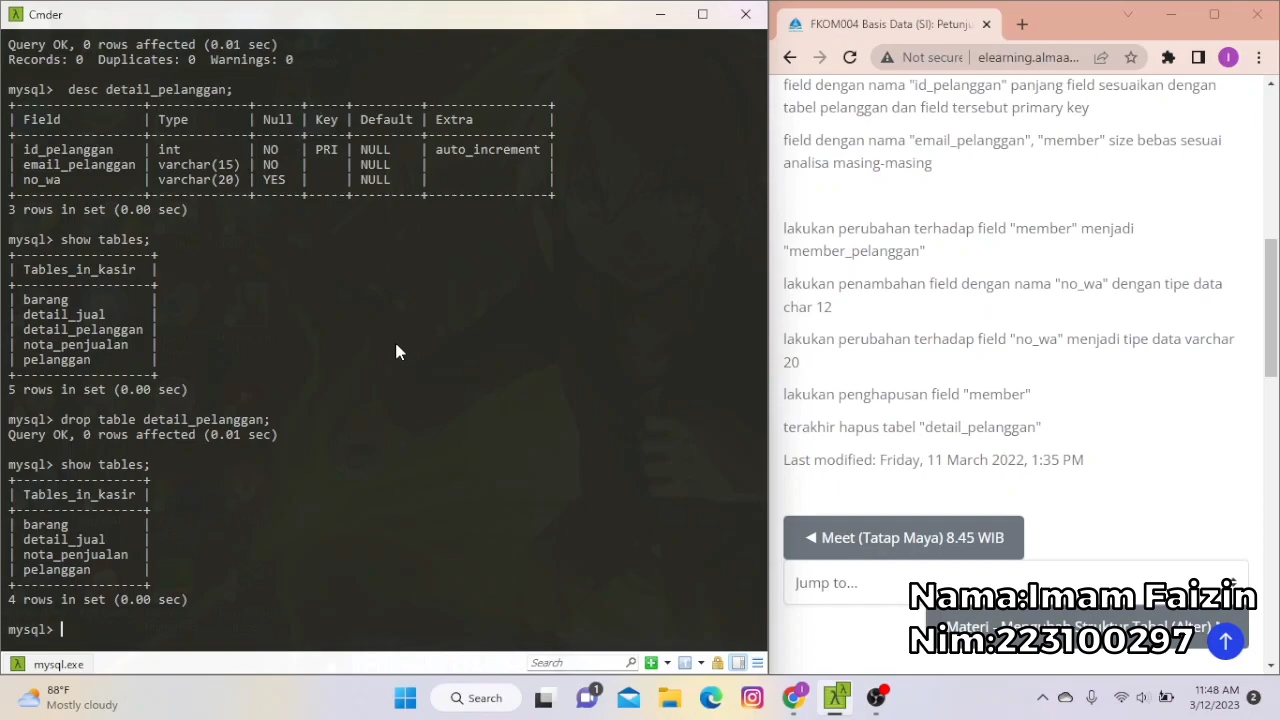 Cmder
Query OK, 0 rows affected (0.01 sec)
Records: 0  Duplicates: 0  Warnings: 0
mysql>  desc detail_pelanggan;
+-----------------+-------------+------+-----+---------+----------------+
| Field           | Type        | Null | Key | Default | Extra          |
+-----------------+-------------+------+-----+---------+----------------+
| id_pelanggan    | int         | NO   | PRI | NULL    | auto_increment |
| email_pelanggan | varchar(15) | NO   |     | NULL    |                |
| no_wa           | varchar(20) | YES  |     | NULL    |                |
+-----------------+-------------+------+-----+---------+----------------+
3 rows in set (0.00 sec)
mysql> show tables;
+------------------+
| Tables_in_kasir  |
+------------------+
| barang           |
| detail_jual      |
| detail_pelanggan |
| nota_penjualan   |
| pelanggan        |
+------------------+
5 rows in set (0.00 sec)
mysql> drop table detail_pelanggan;
Query OK, 0 rows affected (0.01 sec)
mysql> show tables;
+-----------------+
| Tables_in_kasir |
+-----------------+
| barang          |
| detail_jual     |
| nota_penjualan  |
| pelanggan       |
+-----------------+
4 rows in set (0.00 sec)
mysql>
mysql.exe
Search
FKOM004 Basis Data (SI): Petunju
Not secure
elearning.almaa...
I
field dengan nama "id_pelanggan" panjang field sesuaikan dengan
tabel pelanggan dan field tersebut primary key
field dengan nama "email_pelanggan", "member" size bebas sesuai
analisa masing-masing
lakukan perubahan terhadap field "member" menjadi
"member_pelanggan"
lakukan penambahan field dengan nama "no_wa" dengan tipe data
char 12
lakukan perubahan terhadap field "no_wa" menjadi tipe data varchar
20
lakukan penghapusan field "member"
terakhir hapus tabel "detail_pelanggan"
Last modified: Friday, 11 March 2022, 1:35 PM
◀ Meet (Tatap Maya) 8.45 WIB
Jump to...
Materi - Mengubah Struktur Tabel (Alter)
Nama:Imam Faizin
Nim:223100297
88°F
Mostly cloudy
Search
1
11:48 AM
3/12/2023
2